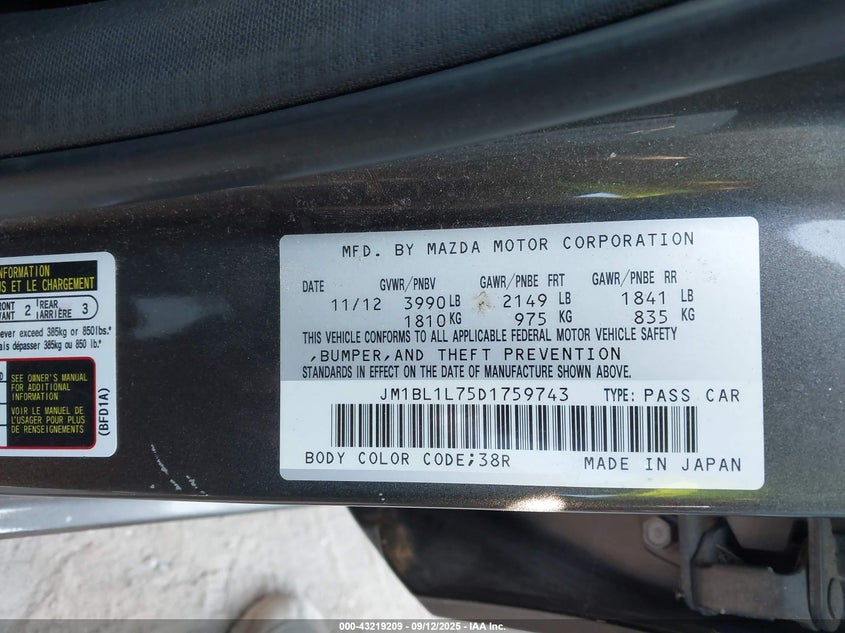 INFORMATION
S ET LE CHARGEMENT
2 REAR 3
ARRIÈRE
ever exceed 385kg or 850lbs."
ais dépasser 385kg ou 850 lb."
SEE OWNER'S MANUAL
FOR ADDITIONAL
INFORMATION
VOIR LE MANUEL DE
L'USAGER POUR PLUS
DE RENSEIGNEMENTS
(BFD1A)
MFD. BY MAZDA MOTOR CORPORATION
DATE GVWR/PNBV GAWR/PNBE FRT GAWR/PNBE RR
11/12 3990 LB 2149 LB 1841 LB
1810 KG 975 KG 835 KG
THIS VEHICLE CONFORMS TO ALL APPLICABLE FEDERAL MOTOR VEHICLE SAFETY
,BUMPER,AND THEFT PREVENTION
STANDARDS IN EFFECT ON THE DATE OF MANUFACTURE SHOWN ABOVE.
JM1BL1L75D1759743 TYPE: PASS CAR
BODY COLOR CODE;38R MADE IN JAPAN
000-43219209 - 09/12/2025 - IAA Inc.